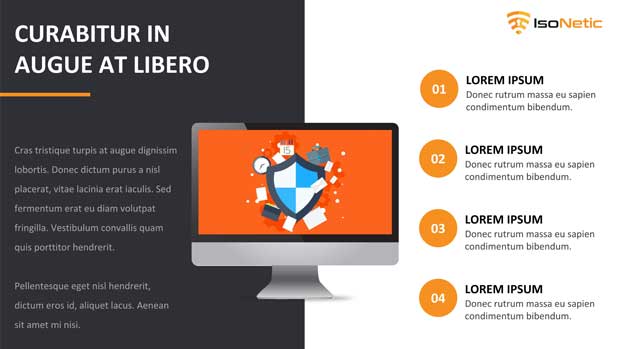 CURABITUR IN
AUGUE AT LIBERO
Cras tristique turpis at augue dignissim
lobortis. Donec dictum purus a nisl
placerat, vitae lacinia erat iaculis. Sed
fermentum erat eu diam volutpat
fringilla. Vestibulum convallis quam
quis porttitor hendrerit.
Pellentesque eget nisl hendrerit,
dictum eros id, aliquet lacus. Aenean
sit amet mi nisi.
15
IsoNetic
01
LOREM IPSUM
Donec rutrum massa eu sapien
condimentum bibendum.
02
LOREM IPSUM
Donec rutrum massa eu sapien
condimentum bibendum.
03
LOREM IPSUM
Donec rutrum massa eu sapien
condimentum bibendum.
04
LOREM IPSUM
Donec rutrum massa eu sapien
condimentum bibendum.